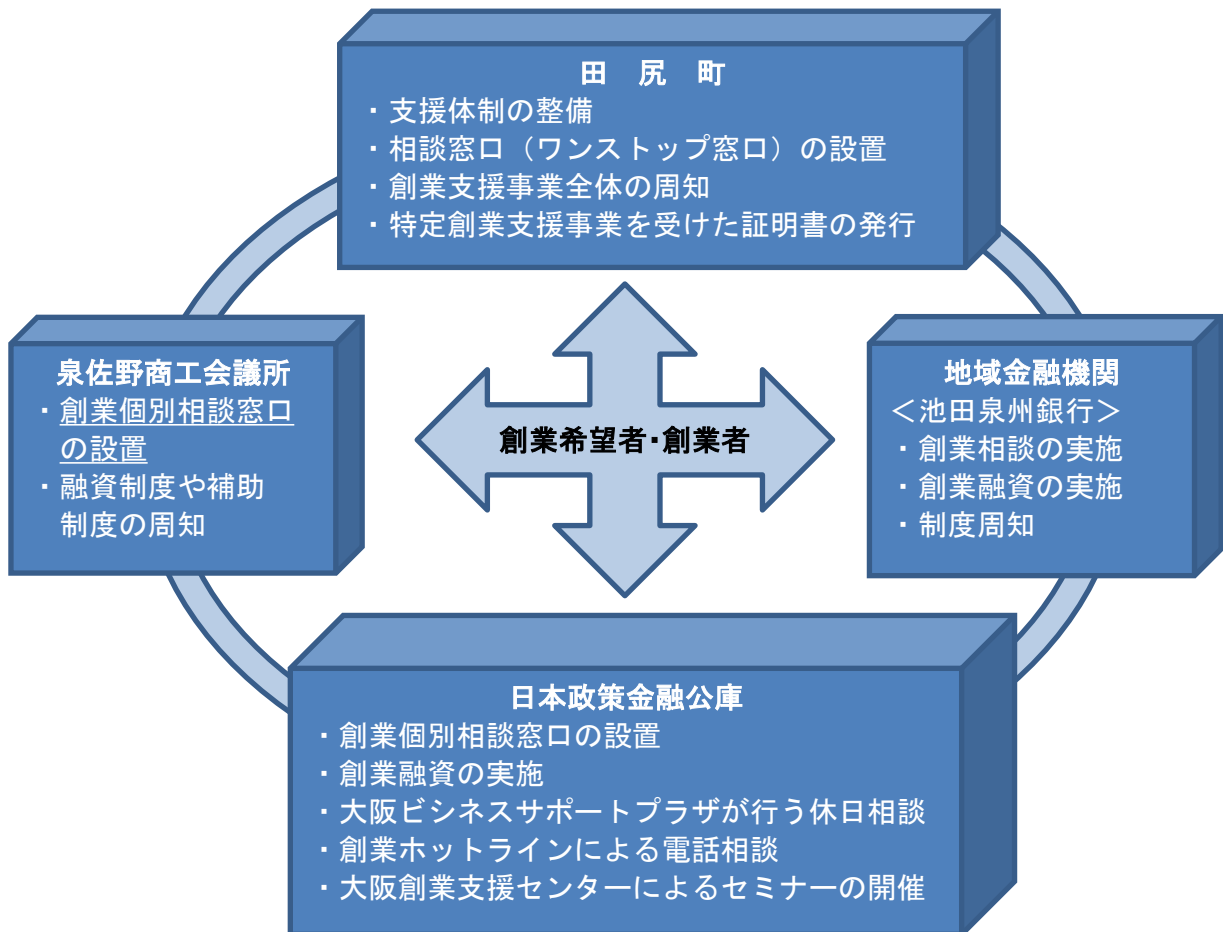 田 尻 町
・支援体制の整備
・相談窓口（ワンストップ窓口）の設置
・創業支援事業全体の周知
・特定創業支援事業を受けた証明書の発行
泉佐野商工会議所
・創業個別相談窓口
の設置
・融資制度や補助
制度の周知
創業希望者・創業者
地域金融機関
＜池田泉州銀行＞
・創業相談の実施
・創業融資の実施
・制度周知
日本政策金融公庫
・創業個別相談窓口の設置
・創業融資の実施
・大阪ビシネスサポートプラザが行う休日相談
・創業ホットラインによる電話相談
・大阪創業支援センターによるセミナーの開催